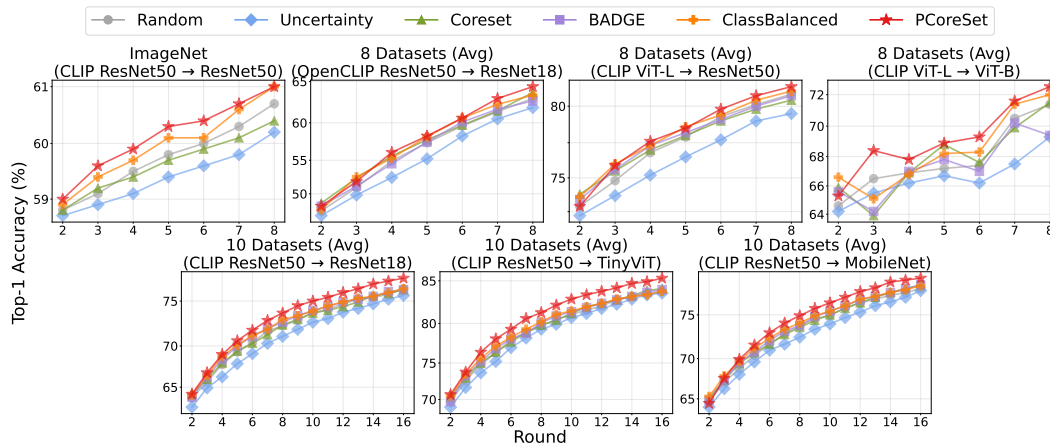 Random Uncertainty Coreset BADGE ClassBalanced PCoreSet
Top-1 Accuracy (%)
ImageNet
(CLIP ResNet50 → ResNet50)
61
60
59
2 3 4 5 6 7 8
8 Datasets (Avg)
(OpenCLIP ResNet50 → ResNet18)
65
60
55
50
2 3 4 5 6 7 8
8 Datasets (Avg)
(CLIP ViT-L → ResNet50)
80
75
2 3 4 5 6 7 8
8 Datasets (Avg)
(CLIP ViT-L → ViT-B)
72
70
68
66
64
2 3 4 5 6 7 8
10 Datasets (Avg)
(CLIP ResNet50 → ResNet18)
75
70
65
2 4 6 8 10 12 14 16
10 Datasets (Avg)
(CLIP ResNet50 → TinyViT)
85
80
75
70
2 4 6 8 10 12 14 16
10 Datasets (Avg)
(CLIP ResNet50 → MobileNet)
75
70
65
2 4 6 8 10 12 14 16
Round